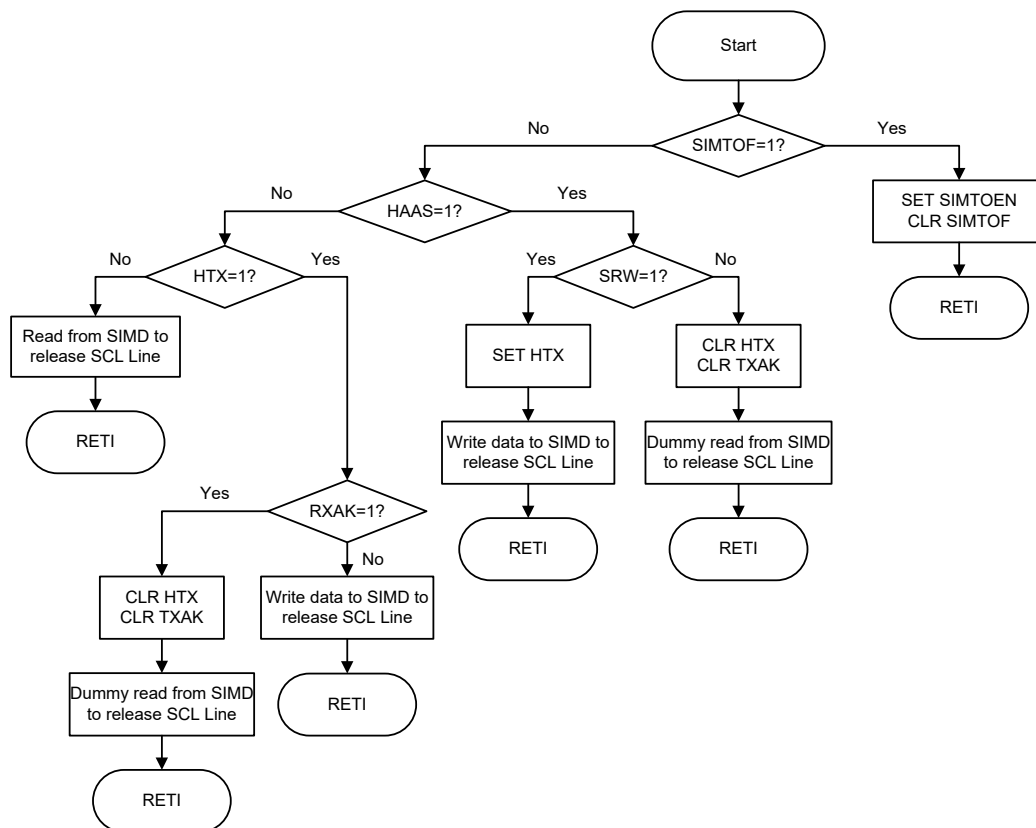 Start
No
SIMTOF=1?
Yes
No
HAAS=1?
Yes
SET SIMTOEN
CLR SIMTOF
No
HTX=1?
Yes
Yes
SRW=1?
No
RETI
Read from SIMD to
release SCL Line
SET HTX
CLR HTX
CLR TXAK
RETI
Write data to SIMD to
release SCL Line
Dummy read from SIMD
to release SCL Line
Yes
RXAK=1?
RETI
RETI
No
CLR HTX
CLR TXAK
Write data to SIMD to
release SCL Line
Dummy read from SIMD
to release SCL Line
RETI
RETI